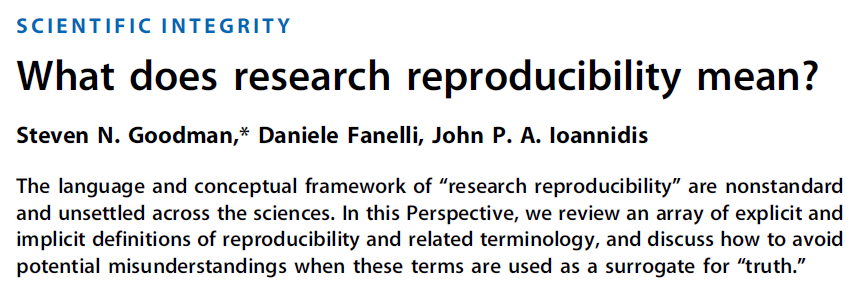 SCIENTIFIC INTEGRITY
What does research reproducibility mean?
Steven N. Goodman,* Daniele Fanelli, John P. A. Ioannidis
The language and conceptual framework of “research reproducibility” are nonstandard
and unsettled across the sciences. In this Perspective, we review an array of explicit and
implicit definitions of reproducibility and related terminology, and discuss how to avoid
potential misunderstandings when these terms are used as a surrogate for “truth.”